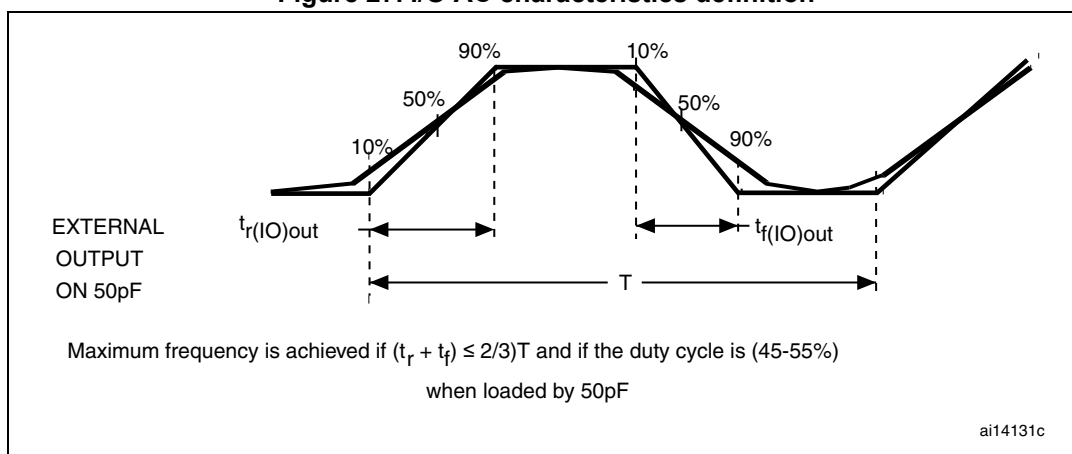 90% 10%
50% 50%
10% 90%
EXTERNAL tr(IO)out tf(IO)out
OUTPUT
ON 50pF
T
Maximum frequency is achieved if (tr + tf) ≤ 2/3)T and if the duty cycle is (45-55%)
when loaded by 50pF
ai14131c